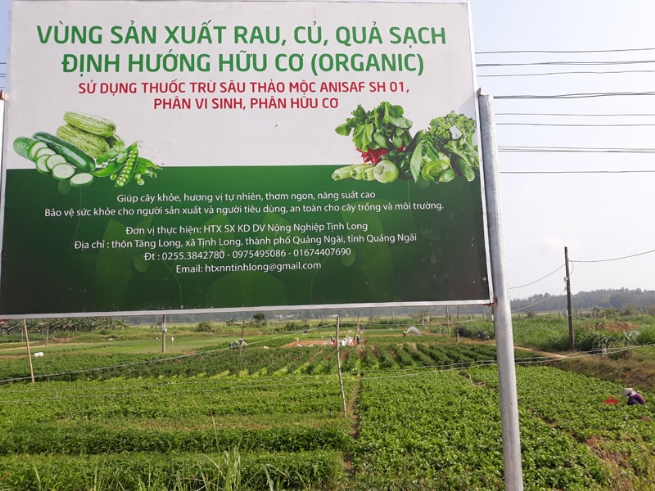 VÙNG SẢN XUẤT RAU, CỦ, QUẢ SẠCH
ĐỊNH HƯỚNG HỮU CƠ (ORGANIC)
SỬ DỤNG THUỐC TRỪ SÂU THẢO MỘC ANISAF SH 01,
PHÂN VI SINH, PHÂN HỮU CƠ
Giúp cây khỏe, hương vị tự nhiên, thơm ngon, năng suất cao
Bảo vệ sức khỏe cho người sản xuất và người tiêu dùng, an toàn cho cây trồng và môi trường.
Đơn vị thực hiện: HTX SX KD DV Nông Nghiệp Tịnh Long
Địa chỉ : thôn Tăng Long, xã Tịnh Long, thành phố Quảng Ngãi, tỉnh Quảng Ngãi
Đt : 0255.3842780 - 0975495086 - 01674407690
Email: htxnntinhlong@gmail.com